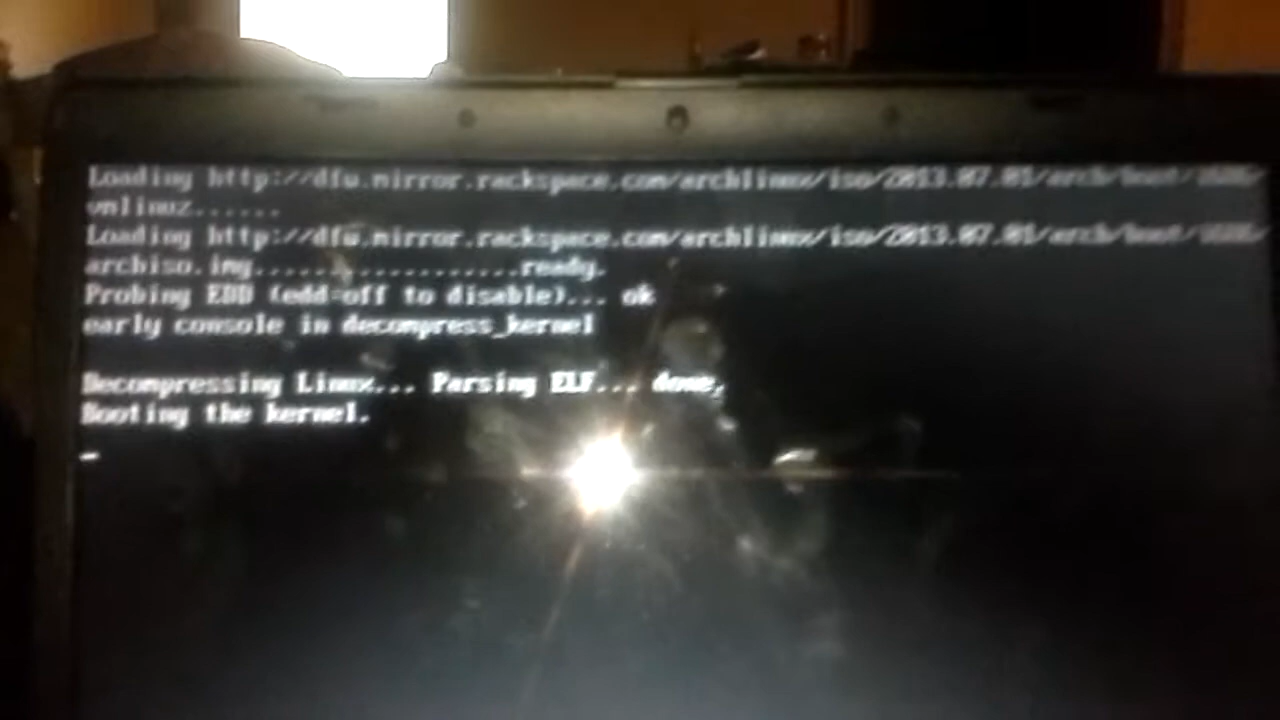 Loading http://dfw.mirror.rackspace.com/archlinux/iso/2013.07.01/arch/boot/
vmlinuz......
Loading http://dfw.mirror.rackspace.com/archlinux/iso/2013.07.01/arch/boot/
archiso.img..................ready.
Probing EDD (edd=off to disable)... ok
early console in decompress_kernel
Decompressing Linux... Parsing ELF... done.
Booting the kernel.